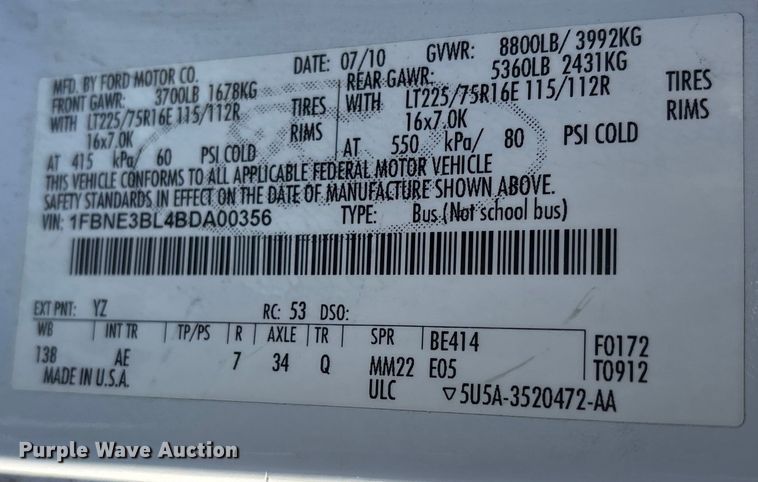 MFD. BY FORD MOTOR CO. DATE: 07/10 GVWR: 8800LB/ 3992KG
FRONT GAWR: 3700LB 1678KG REAR GAWR: 5360LB 2431KG
WITH LT225/75R16E 115/112R TIRES WITH LT225/75R16E 115/112R TIRES
16x7.0K RIMS 16x7.0K RIMS
AT 415 kPa/ 60 PSI COLD AT 550 kPa/ 80 PSI COLD
THIS VEHICLE CONFORMS TO ALL APPLICABLE FEDERAL MOTOR VEHICLE
SAFETY STANDARDS IN EFFECT ON THE DATE OF MANUFACTURE SHOWN ABOVE.
VIN: 1FBNE3BL4BDA00356 TYPE: Bus (Not school bus)
EXT PNT: YZ RC: 53 DSO:
WB INT TR TP/PS R AXLE TR SPR BE414 F0172
138 AE 7 34 Q MM22 E05 T0912
MADE IN U.S.A. ULC ▽5U5A-3520472-AA
Purple Wave Auction